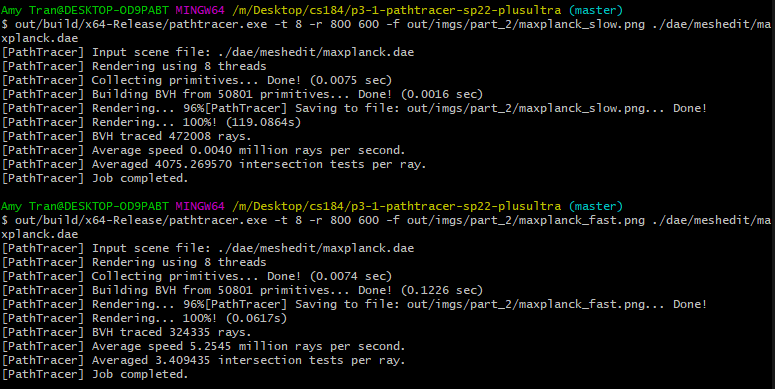 Amy Tran@DESKTOP-OD9PABT MINGW64 /m/Desktop/cs184/p3-1-pathtracer-sp22-plusultra (master)
$ out/build/x64-Release/pathtracer.exe -t 8 -r 800 600 -f out/imgs/part_2/maxplanck_slow.png ./dae/meshedit/ma
xplanck.dae
[PathTracer] Input scene file: ./dae/meshedit/maxplanck.dae
[PathTracer] Rendering using 8 threads
[PathTracer] Collecting primitives... Done! (0.0075 sec)
[PathTracer] Building BVH from 50801 primitives... Done! (0.0016 sec)
[PathTracer] Rendering... 96%[PathTracer] Saving to file: out/imgs/part_2/maxplanck_slow.png... Done!
[PathTracer] Rendering... 100%! (119.0864s)
[PathTracer] BVH traced 472008 rays.
[PathTracer] Average speed 0.0040 million rays per second.
[PathTracer] Averaged 4075.269570 intersection tests per ray.
[PathTracer] Job completed.
Amy Tran@DESKTOP-OD9PABT MINGW64 /m/Desktop/cs184/p3-1-pathtracer-sp22-plusultra (master)
$ out/build/x64-Release/pathtracer.exe -t 8 -r 800 600 -f out/imgs/part_2/maxplanck_fast.png ./dae/meshedit/ma
xplanck.dae
[PathTracer] Input scene file: ./dae/meshedit/maxplanck.dae
[PathTracer] Rendering using 8 threads
[PathTracer] Collecting primitives... Done! (0.0074 sec)
[PathTracer] Building BVH from 50801 primitives... Done! (0.1226 sec)
[PathTracer] Rendering... 96%[PathTracer] Saving to file: out/imgs/part_2/maxplanck_fast.png... Done!
[PathTracer] Rendering... 100%! (0.0617s)
[PathTracer] BVH traced 324335 rays.
[PathTracer] Average speed 5.2545 million rays per second.
[PathTracer] Averaged 3.409435 intersection tests per ray.
[PathTracer] Job completed.